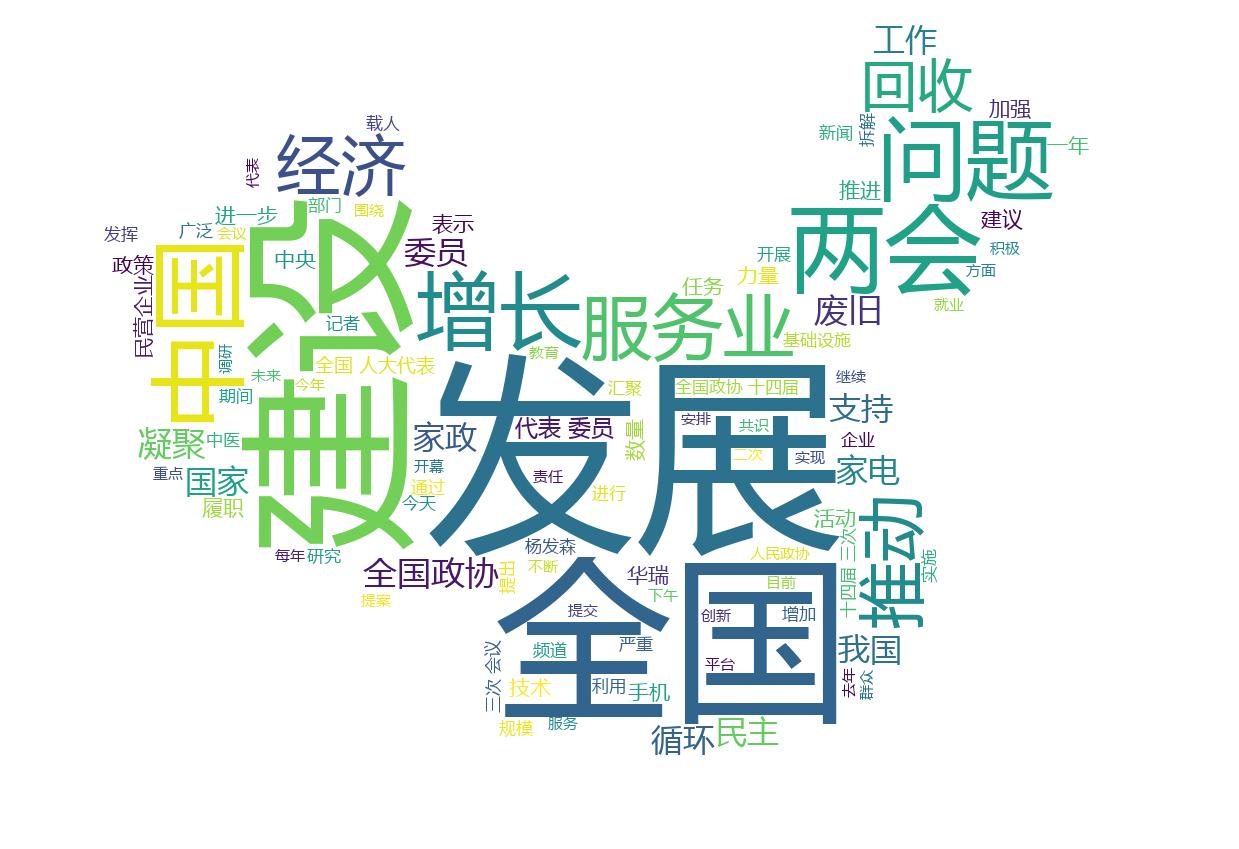 工作
回收
加强
载人
新闻
拆解
问题
一年
经济
代表
推进
部门
围绕
进一步
表示
两会
建议
发挥
广泛
会议
建设
中国
中央
委员
开展
积极
政策
力量
方面
民营企业
增长
任务
服务业
废旧
就业
记者
基础设施
调研
教育
全国 人大代表
未来
今年
发展
汇聚
全国政协 十四届
继续
期间
支持
安排
共识
家政
代表 委员
数量
企业
凝聚
中医
二次
实现
开幕
家电
重点
国家
责任
通过
进行
今天
履职
活动
推动
每年
研究
杨发森
人民政协
十四届 三次
实施
全国政协
提出
不断
华瑞
目前
提案
全国
下午
提交
创新
增加
三次 会议
频道
严重
我国
平台
技术
利用
手机
去年
群众
规模
服务
循环
民主